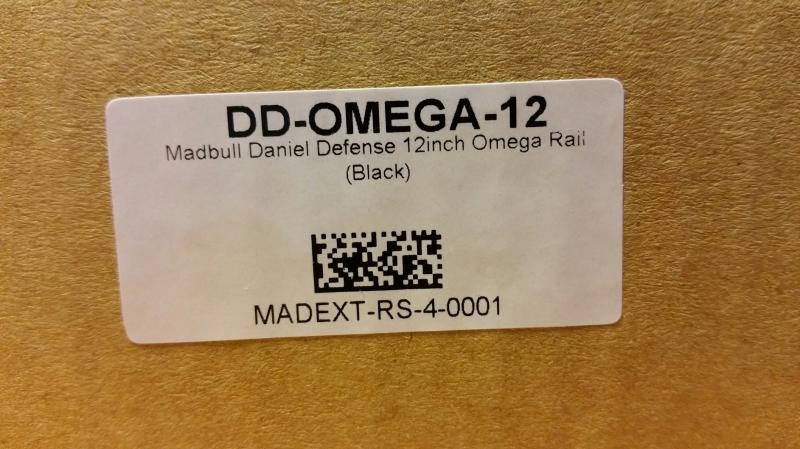 DD-OMEGA-12
Madbull Daniel Defense 12inch Omega Rail
(Black)
MADEXT-RS-4-0001